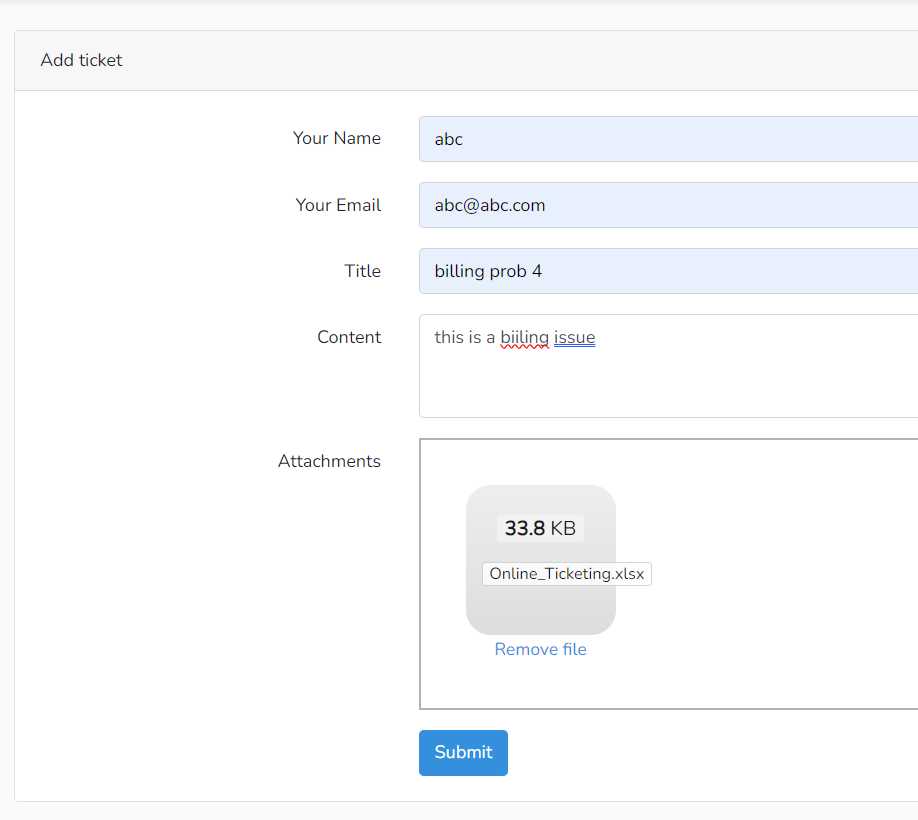 Add ticket
Your Name abc
Your Email abc@abc.com
Title billing prob 4
Content this is a biiling issue
Attachments
33.8 KB
Online_Ticketing.xlsx
Remove file
Submit